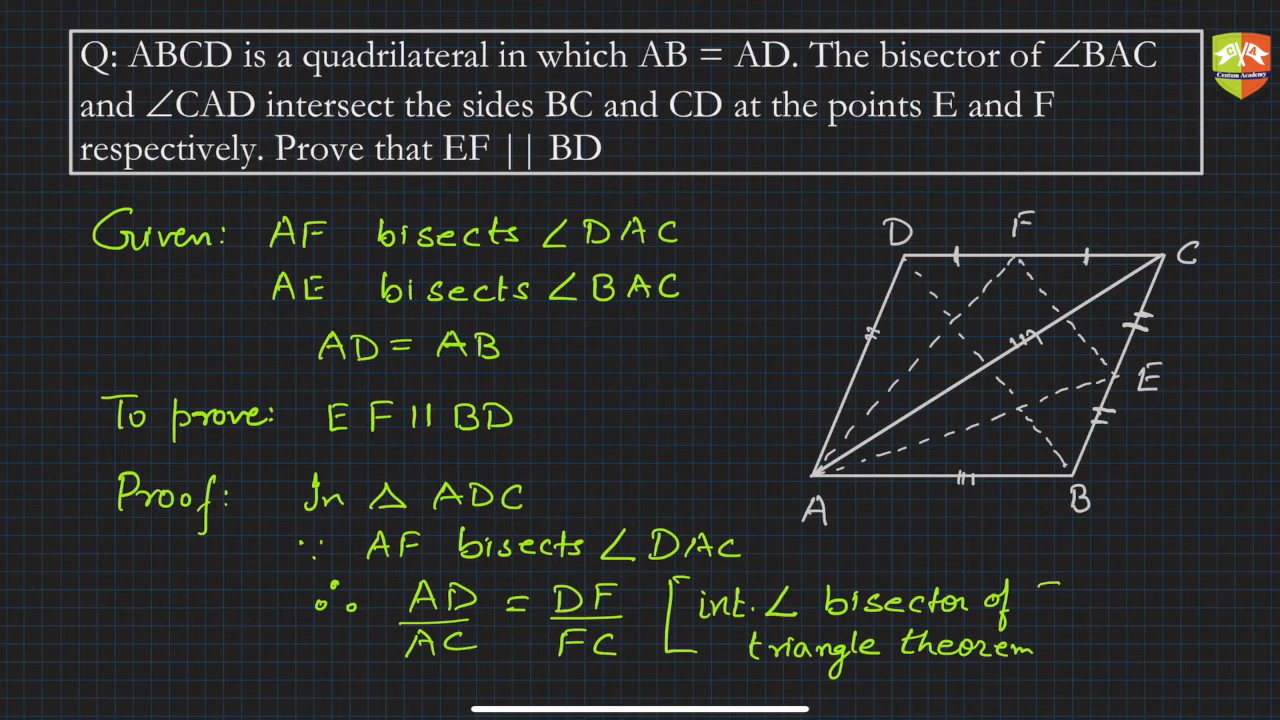 Q: ABCD is a quadrilateral in which AB = AD. The bisector of ∠BAC
and ∠CAD intersect the sides BC and CD at the points E and F
respectively. Prove that EF || BD
C A
Centum Academy
Given: AF bisects ∠DAC
AE bisects ∠BAC
AD = AB
To prove: EF || BD
Proof: In △ ADC
∵ AF bisects ∠DAC
∴ AD/AC = DF/FC [int. ∠ bisector of
triangle theorem
D F C
E
A B